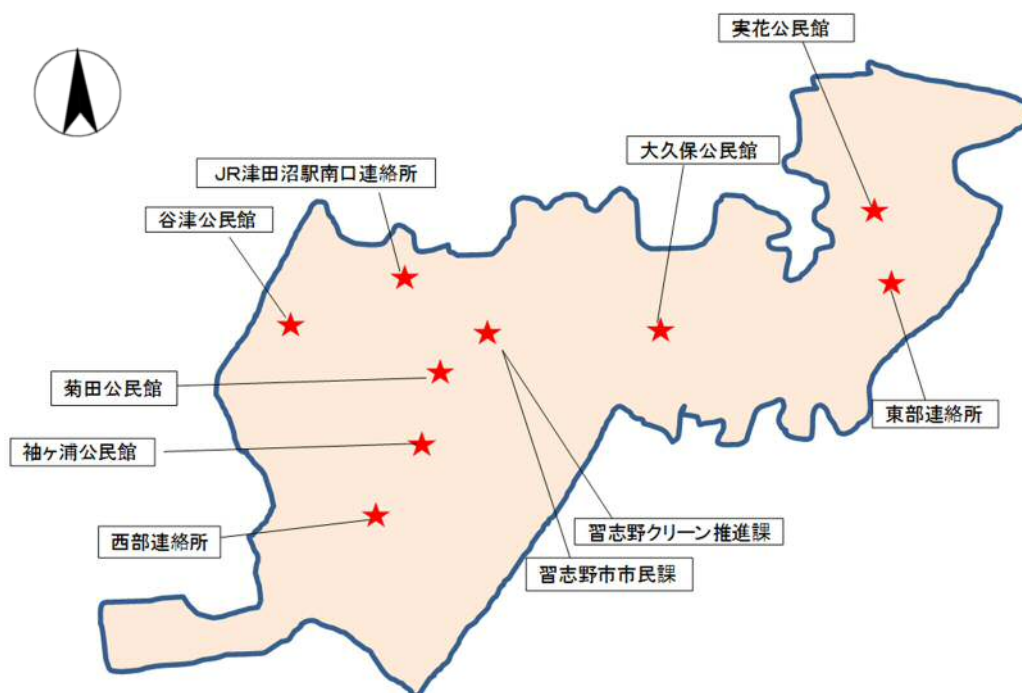 実花公民館
大久保公民館
JR津田沼駅南口連絡所
谷津公民館
菊田公民館
東部連絡所
袖ヶ浦公民館
習志野クリーン推進課
西部連絡所
習志野市市民課